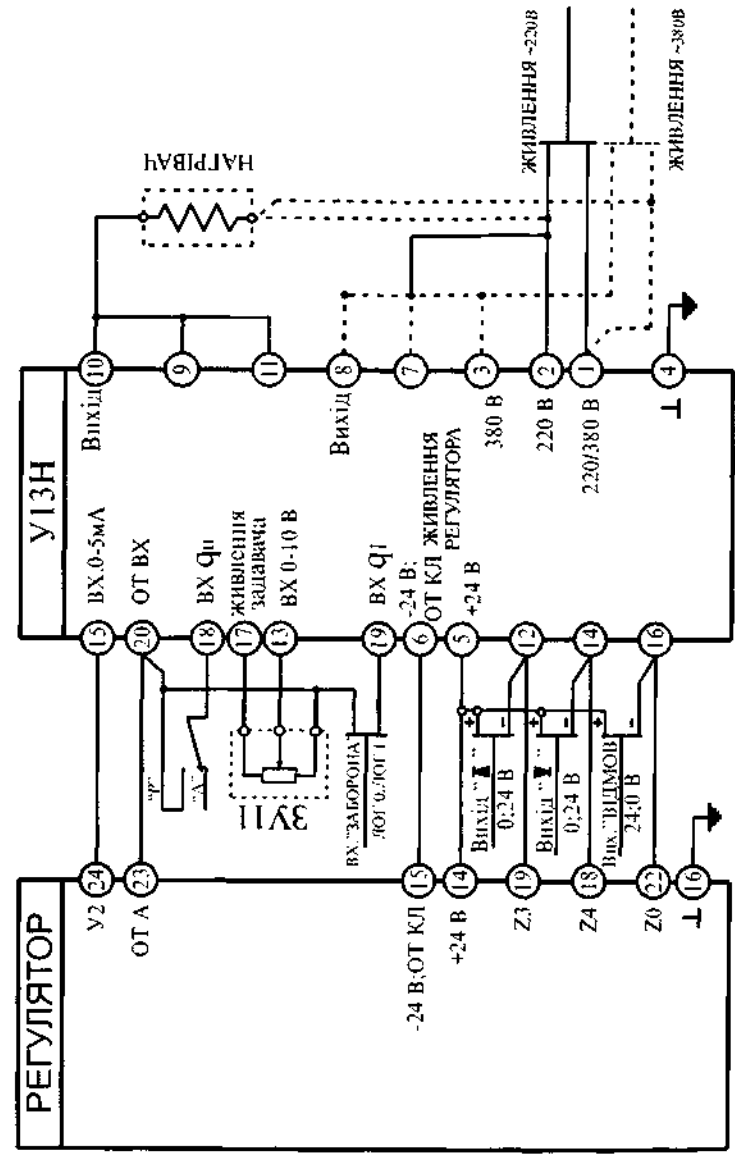 РЕГУЛЯТОР
У2
24
ОТ А
23
-24 В;ОТ КЛ
15
+24 В
14
Z3
19
Z4
18
Z0
22
16
"Р"
"А"
ЗУ11
ВХ."ЗАБОРОНА"
ЛОГ 0.ЛОГ 1
Вихід
0;24 В
+
-
Вихід
0;24 В
+
-
Вих."ВІДМОВ
24;0 В
+
-
У13Н
15
ВХ.0-5мА
20
ОТ ВХ
18
ВХ qu
17
живлення
задавача
13
ВХ 0-10 В
19
ВХ q1
6
-24 В;
ОТ КЛ
5
+24 В
ЖИВЛЕННЯ
РЕГУЛЯТОРА
12
14
16
Вихід
10
9
11
Вихід
8
7
380 В
3
220 В
2
220/380 В
1
4
НАГРІВАЧ
ЖИВЛЕННЯ ~220В
ЖИВЛЕННЯ ~380В